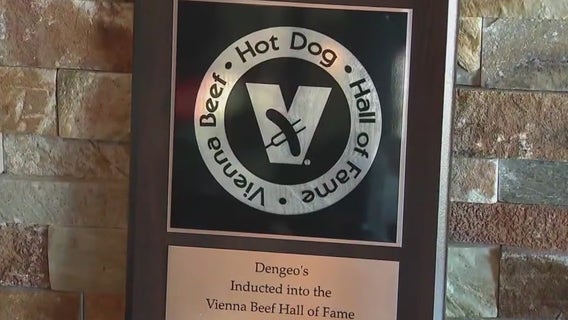 Vienna Beef • Hot Dog • Hall of Fame •
V
Dengeo's
Inducted into the
Vienna Beef Hall of Fame